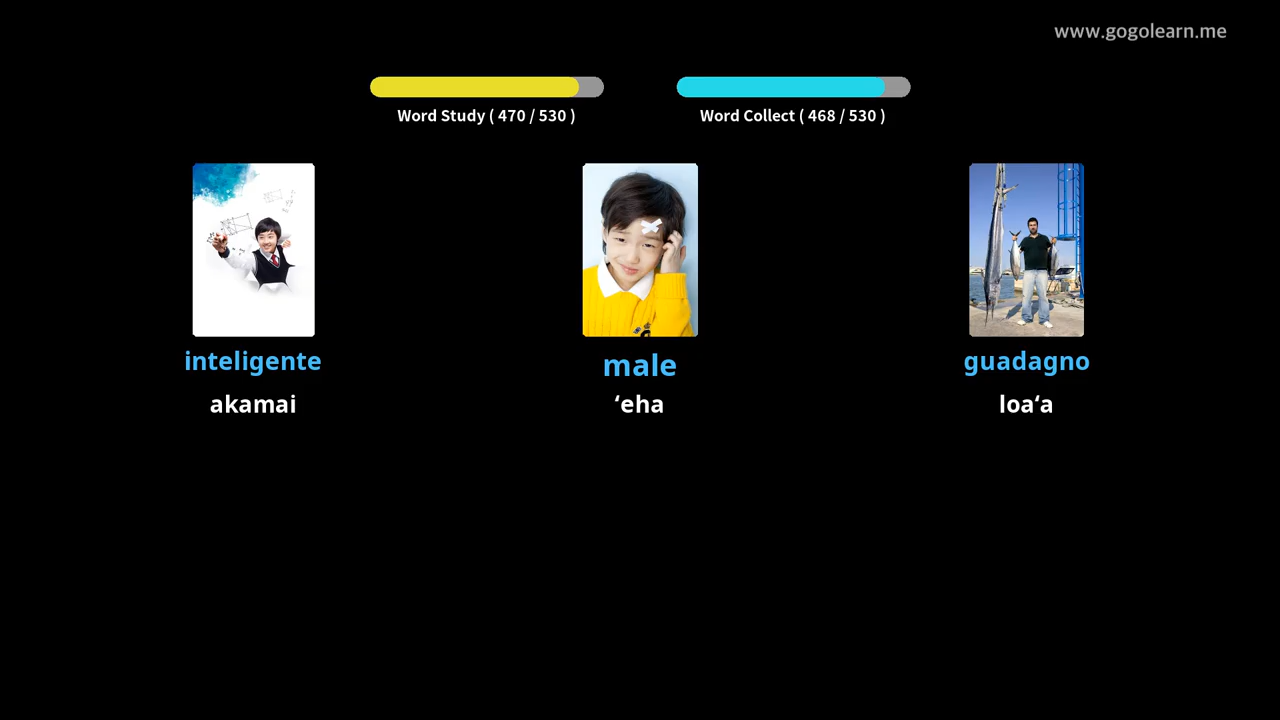 www.gogolearn.me
Word Study ( 470 / 530 )
Word Collect ( 468 / 530 )
inteligente
male
guadagno
akamai
ʻeha
loaʻa